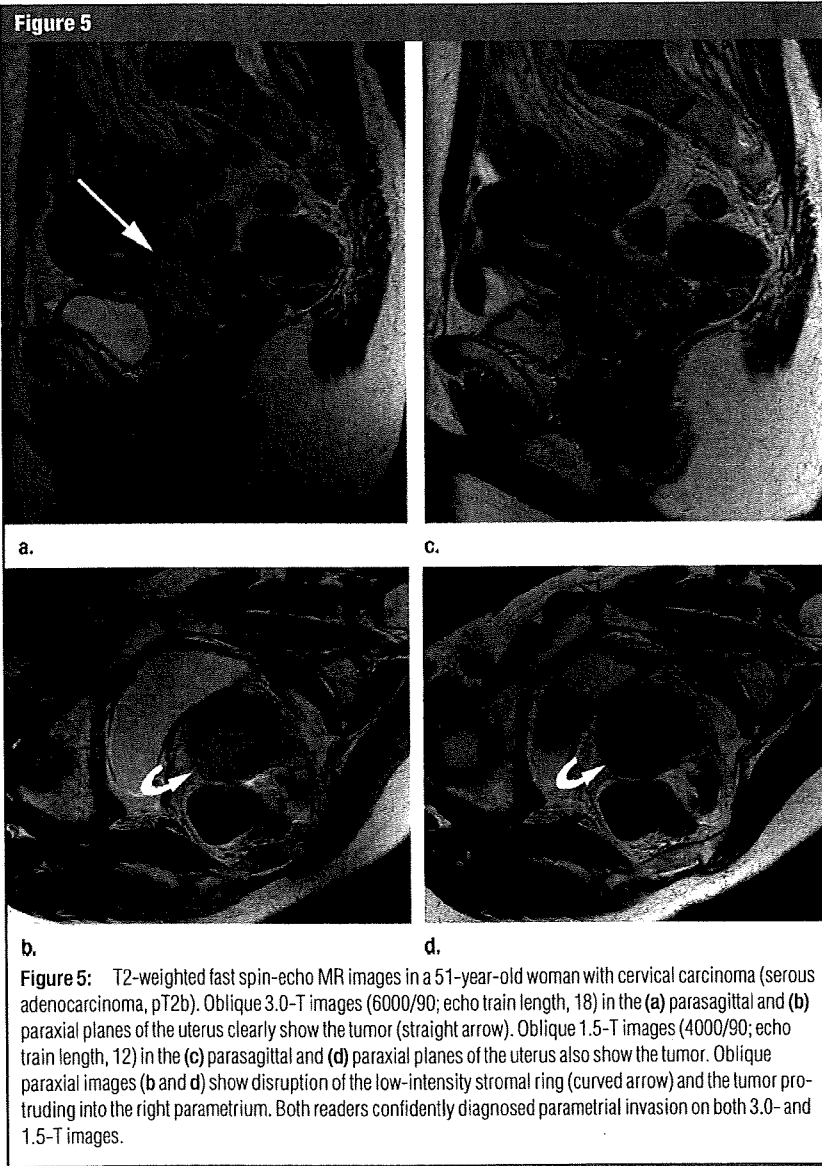 Figure 5
a.
c.
b.
d.
Figure 5: T2-weighted fast spin-echo MR images in a 51-year-old woman with cervical carcinoma (serous
adenocarcinoma, pT2b). Oblique 3.0-T images (6000/90; echo train length, 18) in the (a) parasagittal and (b)
paraxial planes of the uterus clearly show the tumor (straight arrow). Oblique 1.5-T images (4000/90; echo
train length, 12) in the (c) parasagittal and (d) paraxial planes of the uterus also show the tumor. Oblique
paraxial images (b and d) show disruption of the low-intensity stromal ring (curved arrow) and the tumor pro-
truding into the right parametrium. Both readers confidently diagnosed parametrial invasion on both 3.0- and
1.5-T images.